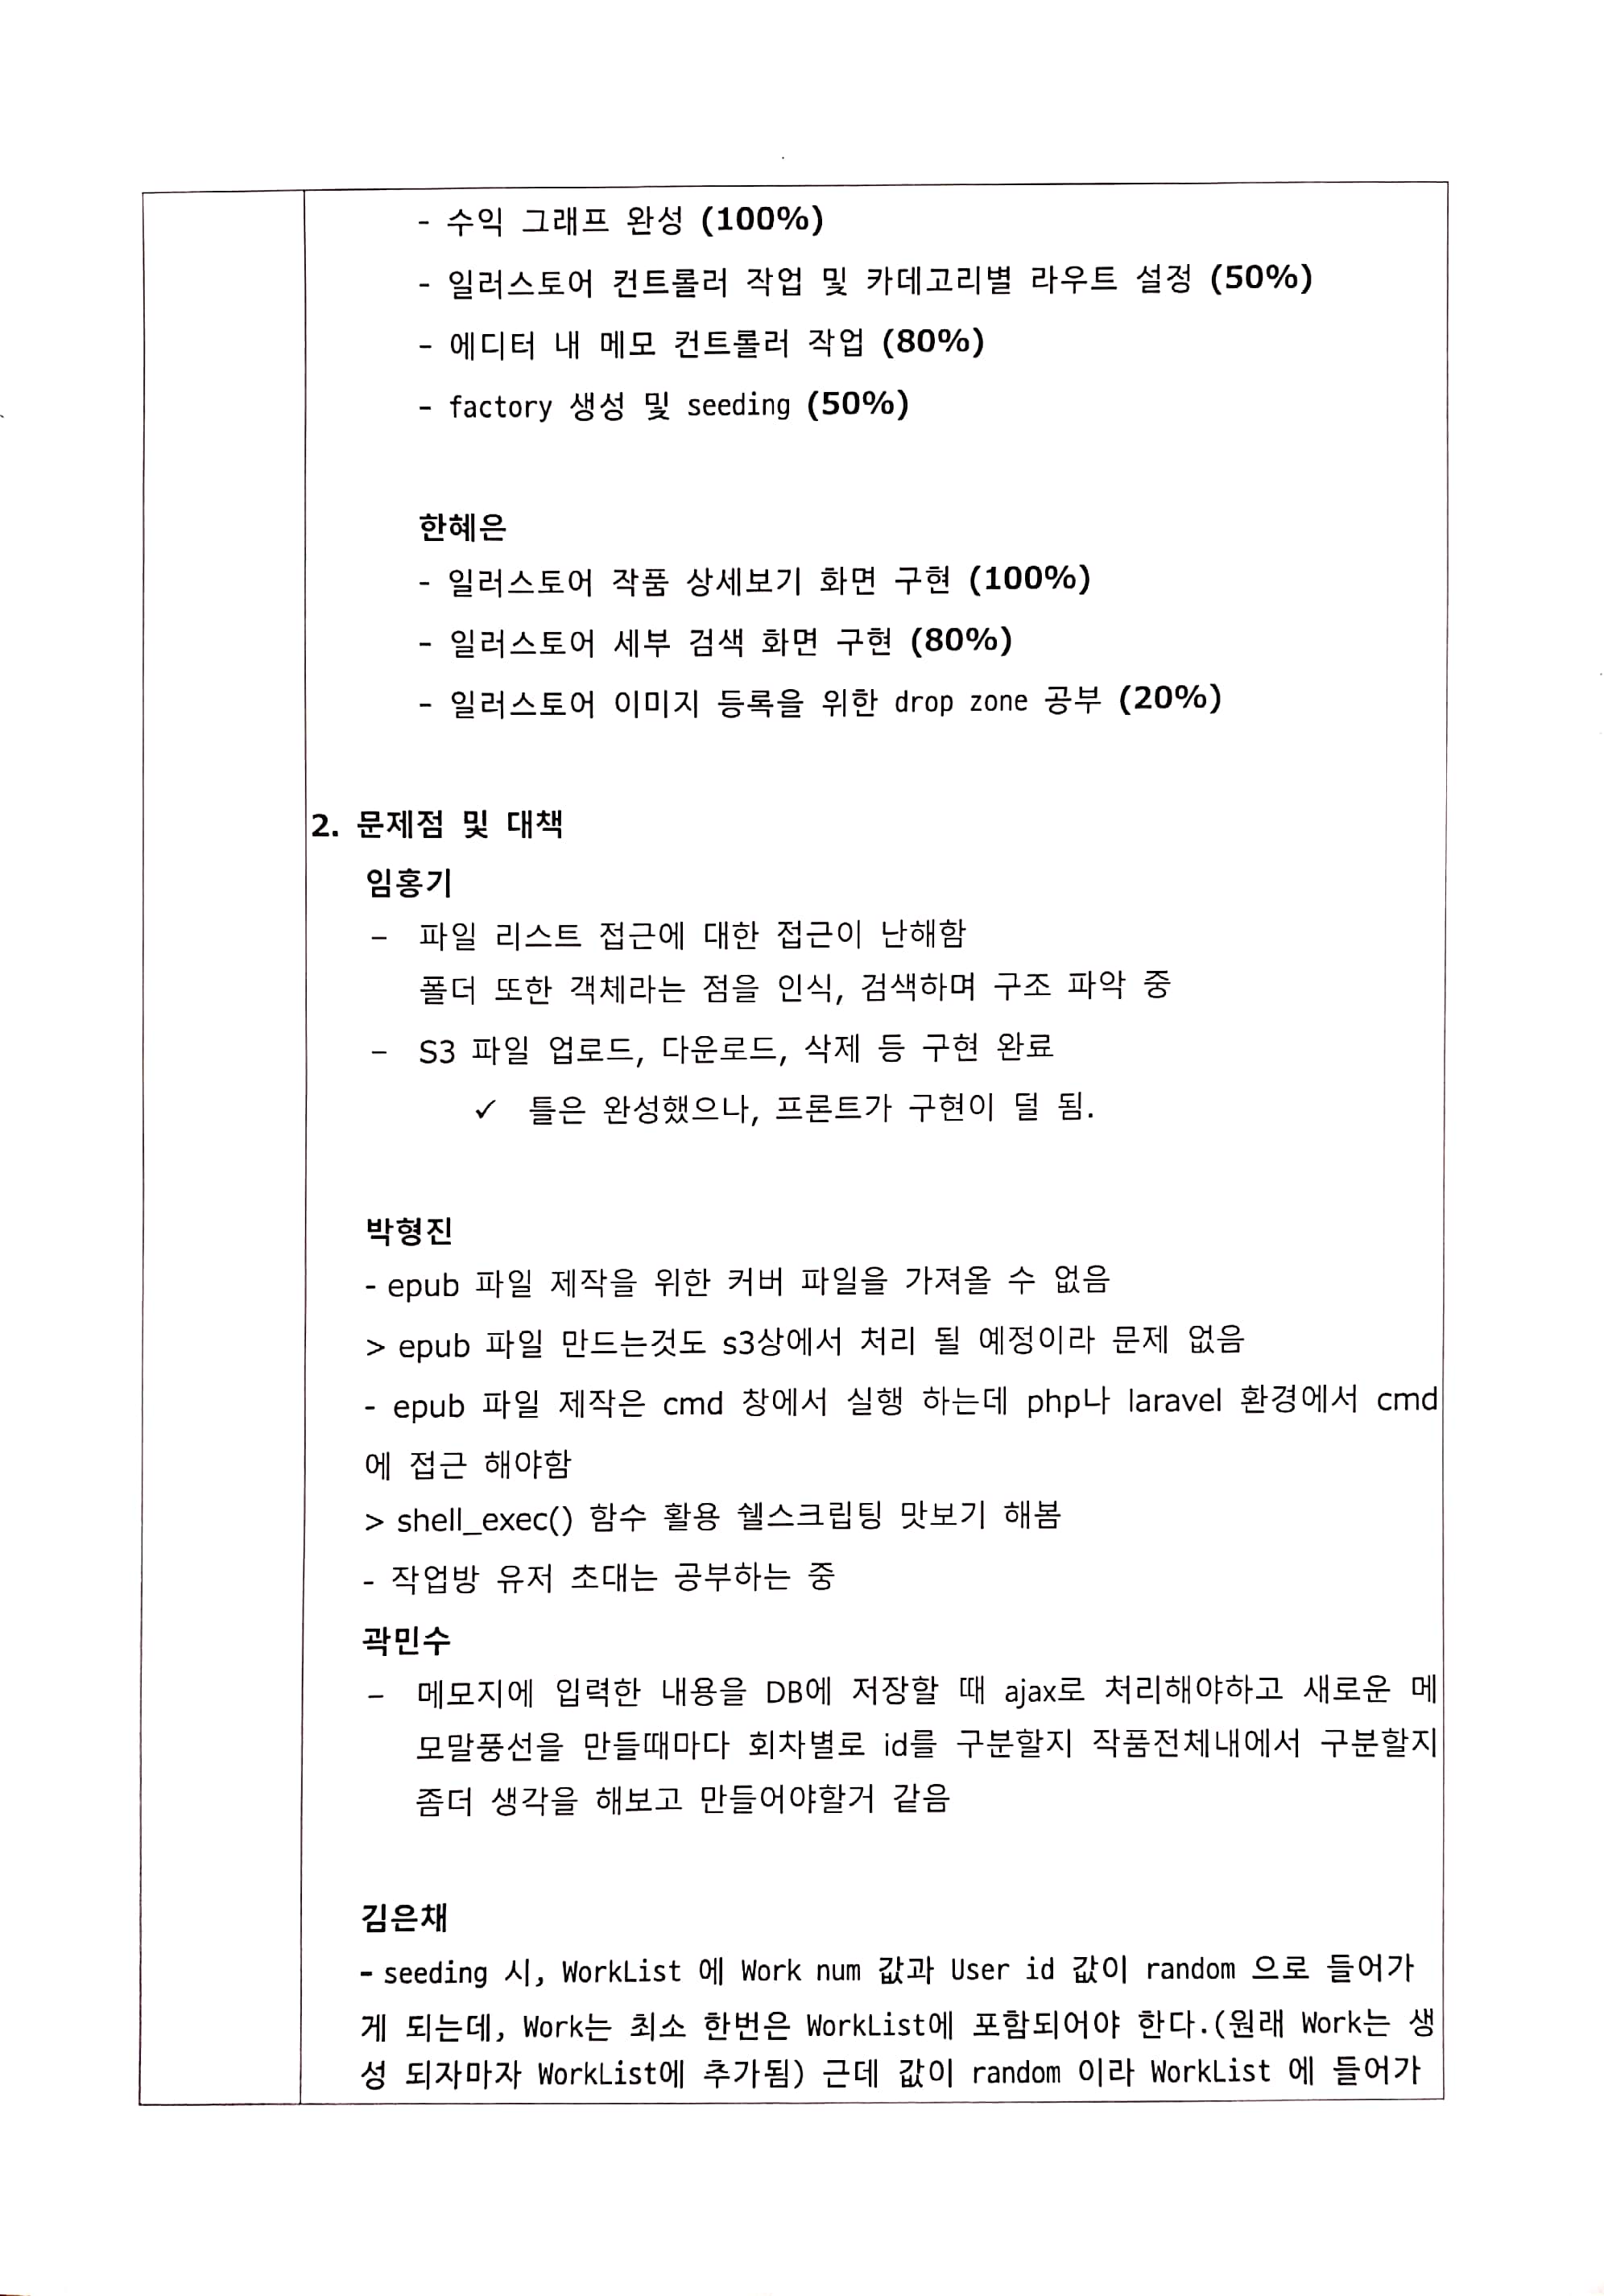 - 수익 그래프 완성 (100%)
- 일러스토어 컨트롤러 작업 및 카데고리별 라우트 설정 (50%)
- 에디터 내 메모 컨트롤러 작업 (80%)
- factory 생성 및 seeding (50%)
한혜은
- 일러스토어 작품 상세보기 화면 구현 (100%)
- 일러스토어 세부 검색 화면 구현 (80%)
- 일러스토어 이미지 등록을 위한 drop zone 공부 (20%)
2. 문제점 및 대책
임홍기
– 파일 리스트 접근에 대한 접근이 난해함
폴더 또한 객체라는 점을 인식, 검색하며 구조 파악 중
– S3 파일 업로드, 다운로드, 삭제 등 구현 완료
✓ 틀은 완성했으나, 프론트가 구현이 덜 됨.
박형진
- epub 파일 제작을 위한 커버 파일을 가져올 수 없음
> epub 파일 만드는것도 s3상에서 처리 될 예정이라 문제 없음
- epub 파일 제작은 cmd 창에서 실행 하는데 php나 laravel 환경에서 cmd
에 접근 해야함
> shell_exec() 함수 활용 쉘스크립팅 맛보기 해봄
- 작업방 유저 초대는 공부하는 중
곽민수
– 메모지에 입력한 내용을 DB에 저장할 때 ajax로 처리해야하고 새로운 메
모말풍선을 만들때마다 회차별로 id를 구분할지 작품전체내에서 구분할지
좀더 생각을 해보고 만들어야할거 같음
김은채
- seeding 시, WorkList 에 Work num 값과 User id 값이 random 으로 들어가
게 되는데, Work는 최소 한번은 WorkList에 포함되어야 한다.(원래 Work는 생
성 되자마자 WorkList에 추가됨) 근데 값이 random 이라 WorkList 에 들어가